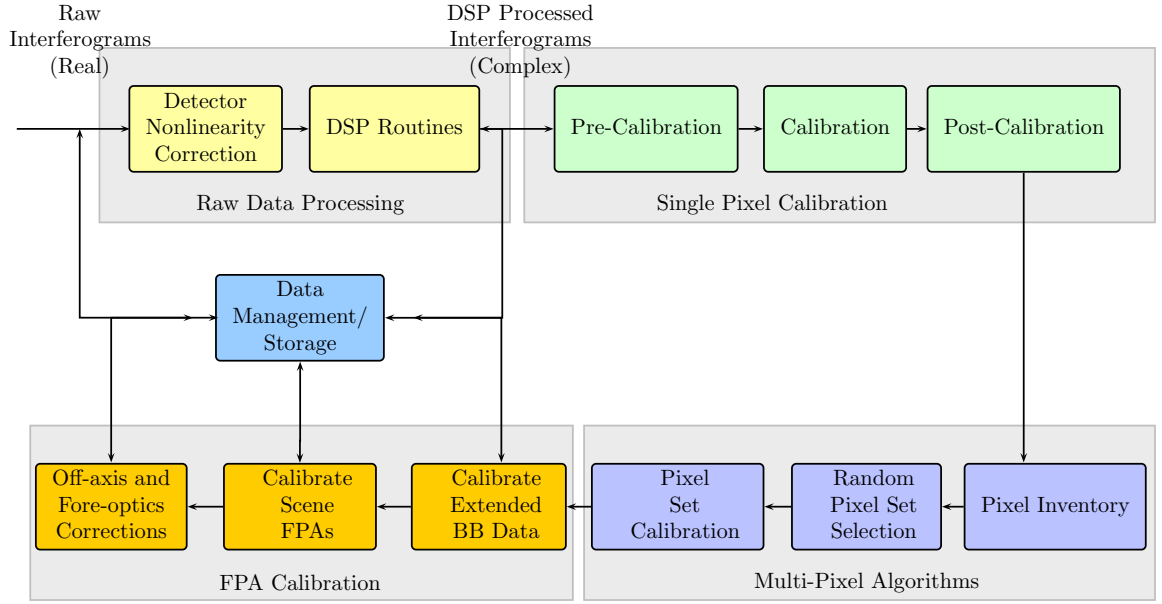 Raw
Interferograms
(Real)
DSP Processed
Interferograms
(Complex)
Detector
Nonlinearity
Correction
DSP Routines
Raw Data Processing
Pre-Calibration
Calibration
Post-Calibration
Single Pixel Calibration
Data
Management/
Storage
Off-axis and
Fore-optics
Corrections
Calibrate
Scene
FPAs
Calibrate
Extended
BB Data
FPA Calibration
Pixel
Set
Calibration
Random
Pixel Set
Selection
Pixel Inventory
Multi-Pixel Algorithms